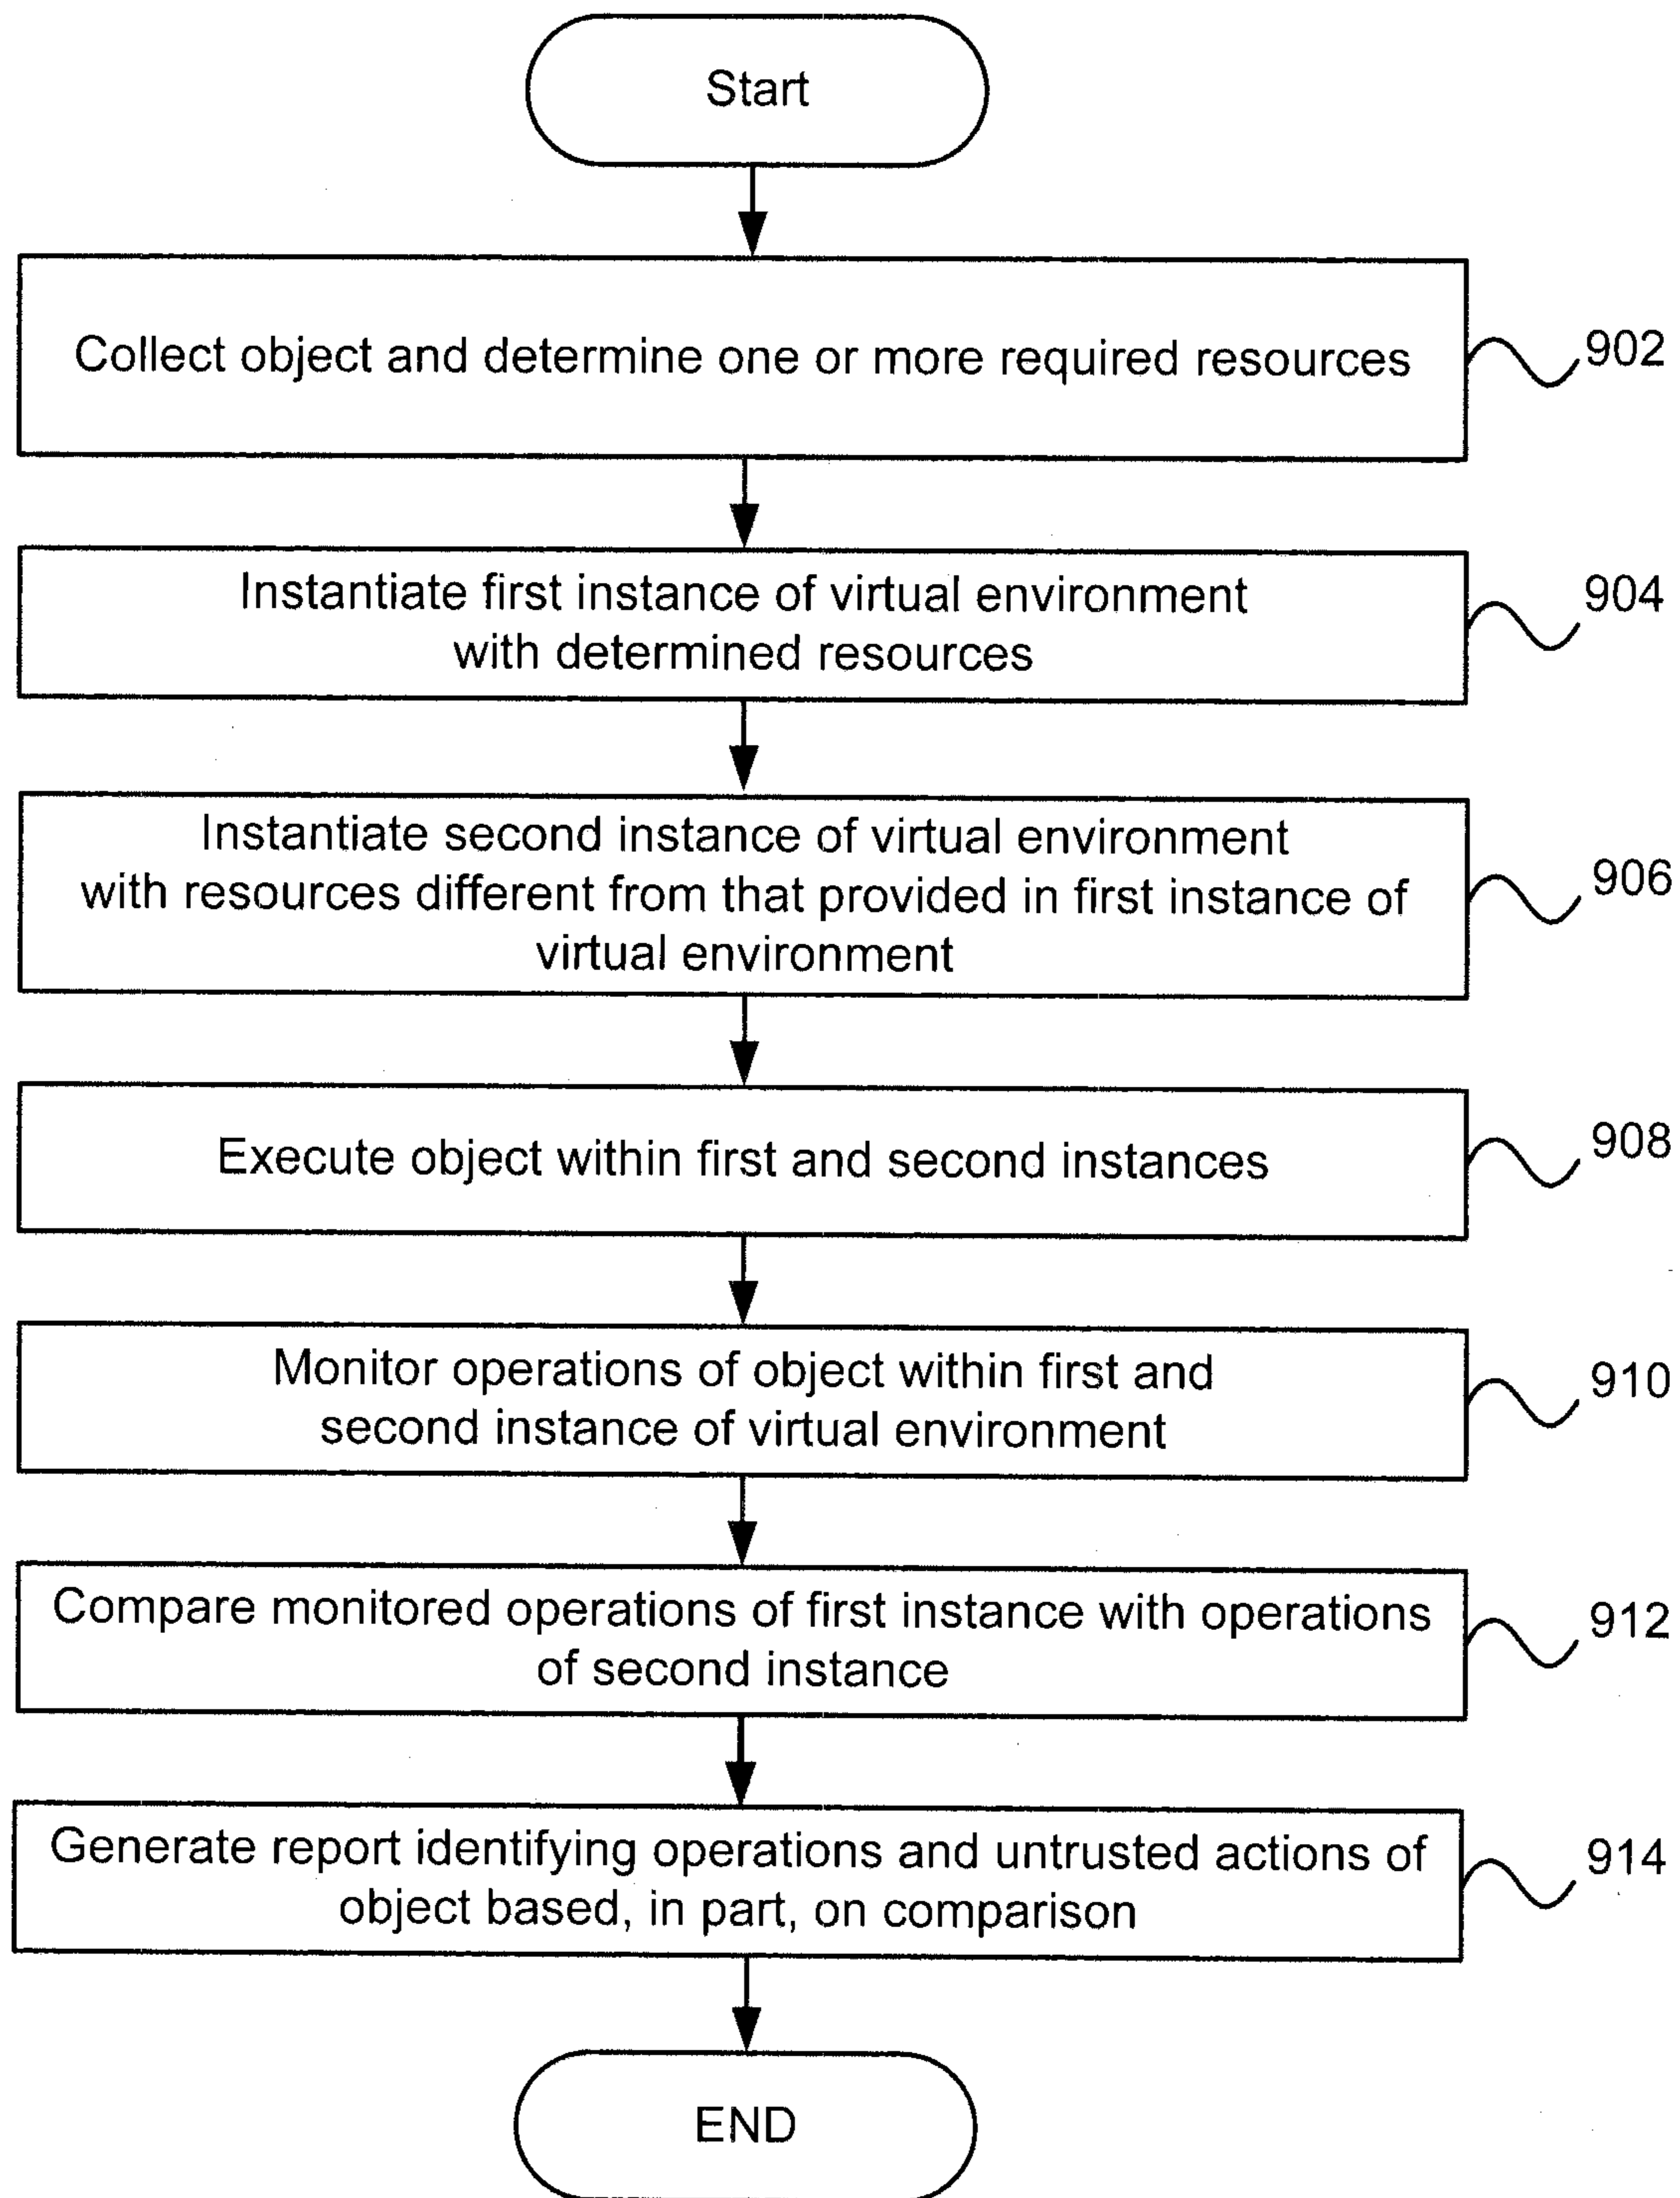 Start
Collect object and determine one or more required resources
902
Instantiate first instance of virtual environment
with determined resources
904
Instantiate second instance of virtual environment
with resources different from that provided in first instance of
virtual environment
906
Execute object within first and second instances
908
Monitor operations of object within first and
second instance of virtual environment
910
Compare monitored operations of first instance with operations
of second instance
912
Generate report identifying operations and untrusted actions of
object based, in part, on comparison
914
END